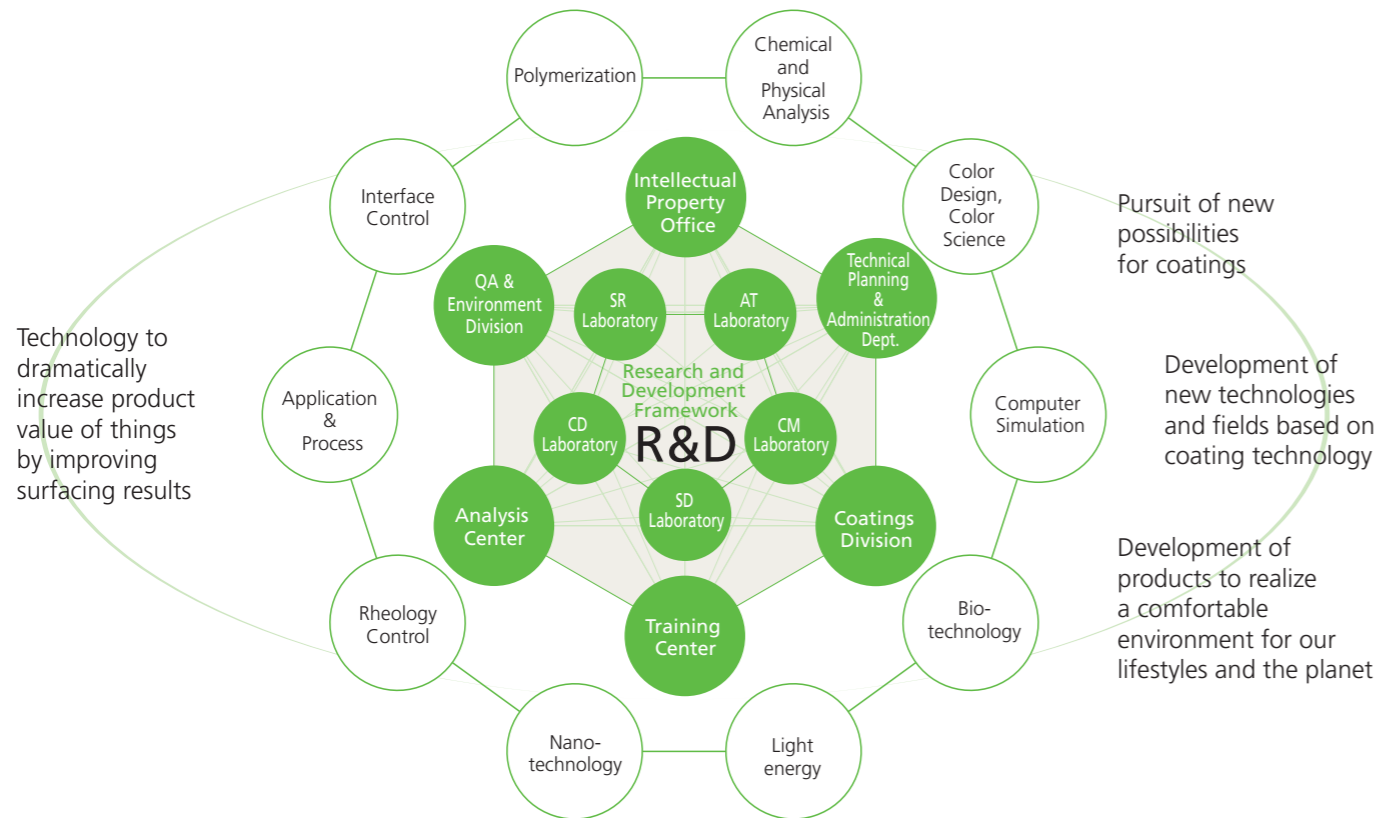 Polymerization
Chemical
and
Physical
Analysis
Interface
Control
Intellectual
Property
Office
Color
Design,
Color
Science
Pursuit of new
possibilities
for coatings
QA &
Environment
Division
SR
Laboratory
AT
Laboratory
Technical
Planning
&
Administration
Dept.
Technology to
dramatically
increase product
value of things
by improving
surfacing results
Application
&
Process
Research and
Development
Framework
R&D
CD
Laboratory
CM
Laboratory
Computer
Simulation
Development of
new technologies
and fields based on
coating technology
Analysis
Center
SD
Laboratory
Coatings
Division
Rheology
Control
Training
Center
Bio-
technology
Development of
products to realize
a comfortable
environment for our
lifestyles and the planet
Nano-
technology
Light
energy